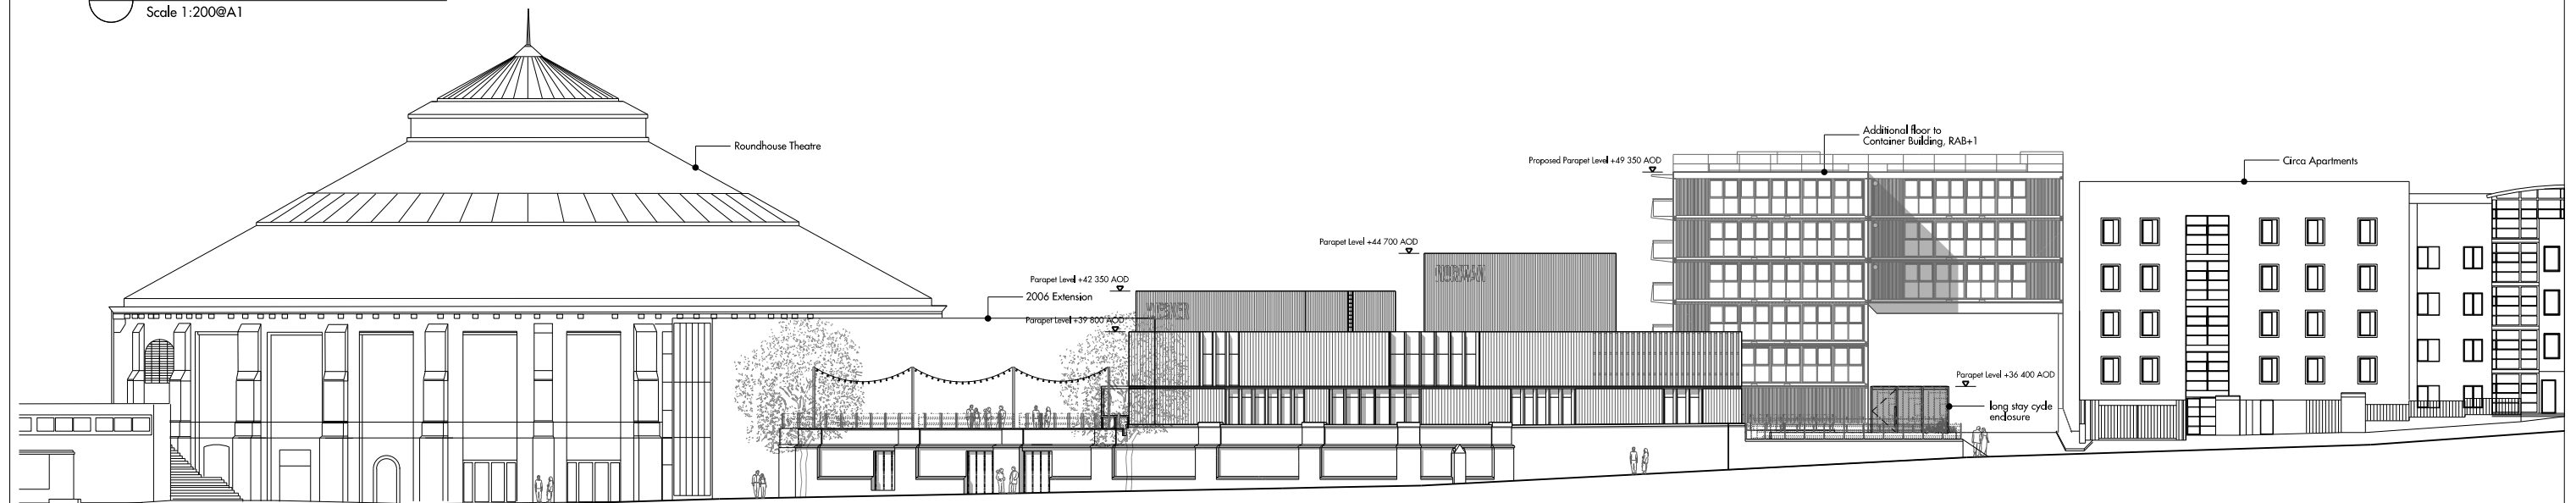 Scale 1:200@A1
Roundhouse Theatre
2006 Extension
Parapet Level +42 350 AOD
Parapet Level +39 800 AOD
Parapet Level +44 700 AOD
NORMAN
Proposed Parapet Level +49 350 AOD
Additional floor to
Container Building, RAB+1
Parapet Level +36 400 AOD
long stay cycle
enclosure
Circa Apartments